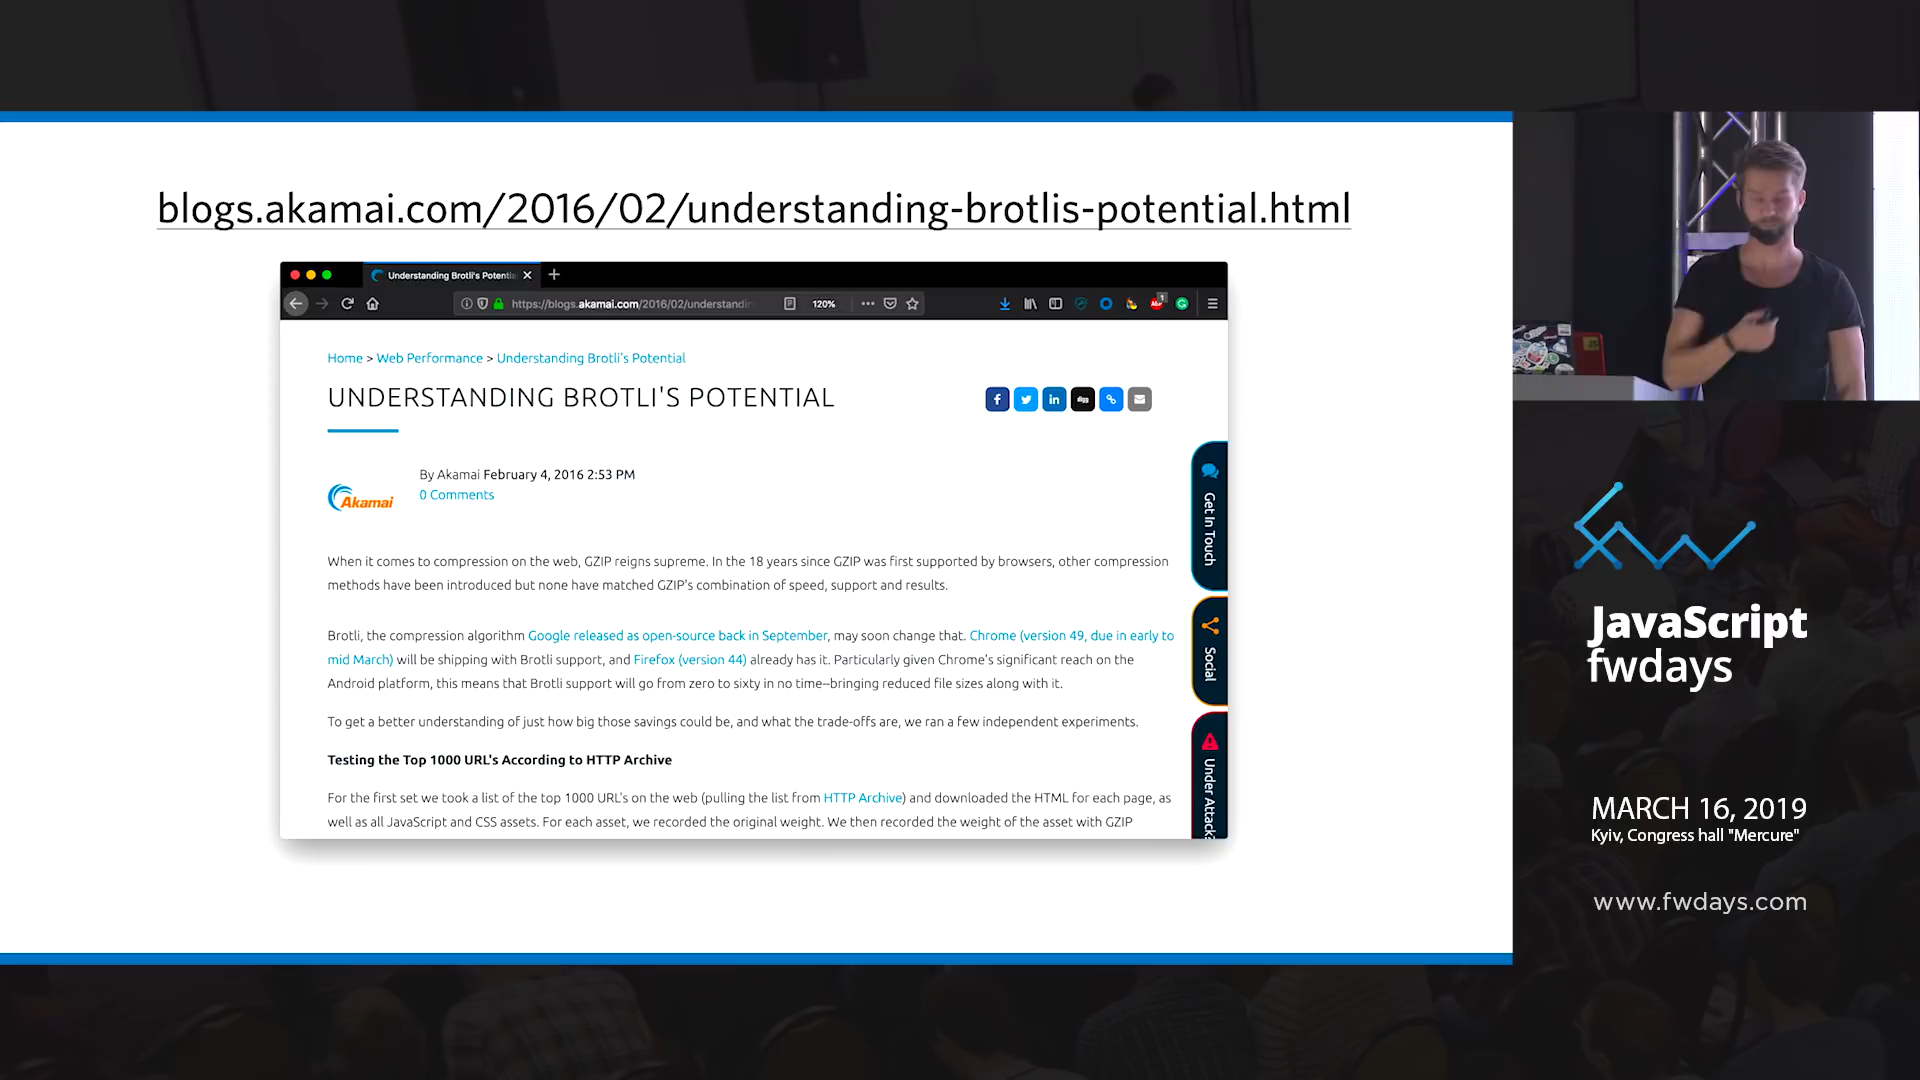 blogs.akamai.com/2016/02/understanding-brotlis-potential.html
Understanding Brotli's Potentia
https://blogs.akamai.com/2016/02/understandin
120%
Home > Web Performance > Understanding Brotli's Potential
UNDERSTANDING BROTLI'S POTENTIAL
By Akamai February 4, 2016 2:53 PM
0 Comments
Akamai
When it comes to compression on the web, GZIP reigns supreme. In the 18 years since GZIP was first supported by browsers, other compression
methods have been introduced but none have matched GZIP's combination of speed, support and results.
Brotli, the compression algorithm Google released as open-source back in September, may soon change that. Chrome (version 49, due in early to
mid March) will be shipping with Brotli support, and Firefox (version 44) already has it. Particularly given Chrome's significant reach on the
Android platform, this means that Brotli support will go from zero to sixty in no time--bringing reduced file sizes along with it.
To get a better understanding of just how big those savings could be, and what the trade-offs are, we ran a few independent experiments.
Testing the Top 1000 URL's According to HTTP Archive
For the first set we took a list of the top 1000 URL's on the web (pulling the list from HTTP Archive) and downloaded the HTML for each page, as
well as all JavaScript and CSS assets. For each asset, we recorded the original weight. We then recorded the weight of the asset with GZIP
Get In Touch
Social
Under Attack?
JavaScript
fwdays
MARCH 16, 2019
Kyiv, Congress hall "Mercure"
www.fwdays.com